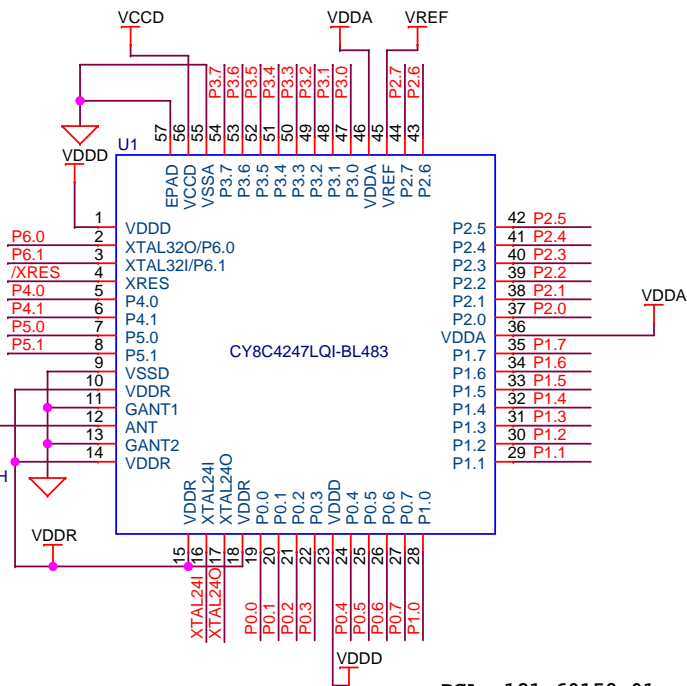 VCCD
VDDA
VREF
P3.7
P3.6
P3.5
P3.4
P3.3
P3.2
P3.1
P3.0
P2.7
P2.6
57
56
55
54
53
52
51
50
49
48
47
46
45
44
43
U1
VDDD
EPAD
VCCD
VSSA
P3.7
P3.6
P3.5
P3.4
P3.3
P3.2
P3.1
P3.0
VDDA
VREF
P2.7
P2.6
1 VDDD
P6.0 2 XTAL32O/P6.0
P6.1 3 XTAL32I/P6.1
/XRES 4 XRES
P4.0 5 P4.0
P4.1 6 P4.1
P5.0 7 P5.0
P5.1 8 P5.1
9 VSSD
10 VDDR
11 GANT1
12 ANT
13 GANT2
14 VDDR
H
CY8C4247LQI-BL483
P2.5 42 P2.5
P2.4 41 P2.4
P2.3 40 P2.3
P2.2 39 P2.2
P2.1 38 P2.1
P2.0 37 P2.0
VDDA 36
VDDA
P1.7 35 P1.7
P1.6 34 P1.6
P1.5 33 P1.5
P1.4 32 P1.4
P1.3 31 P1.3
P1.2 30 P1.2
P1.1 29 P1.1
VDDR
XTAL24I
XTAL24O
VDDR
P0.0
P0.1
P0.2
P0.3
VDDD
P0.4
P0.5
P0.6
P0.7
P1.0
15
16
17
18
19
20
21
22
23
24
25
26
27
28
VDDR
XTAL24I
XTAL24O
P0.0
P0.1
P0.2
P0.3
P0.4
P0.5
P0.6
P0.7
P1.0
VDDD